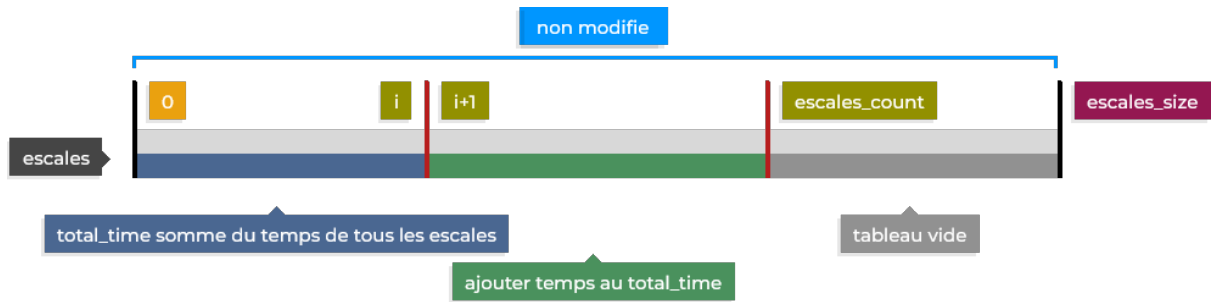 non modifie
0
i
i+1
escales_count
escales_size
escales
total_time somme du temps de tous les escales
tableau vide
ajouter temps au total_time